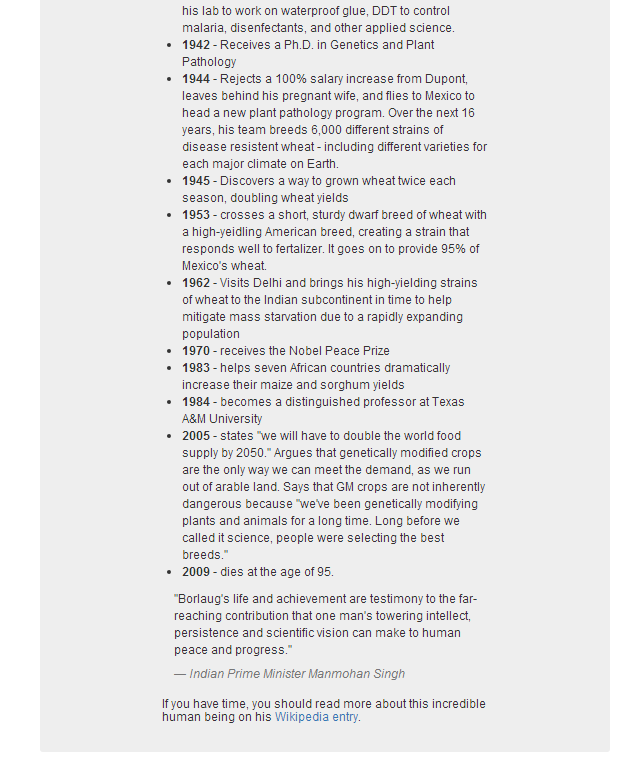 his lab to work on waterproof glue, DDT to control
malaria, disenfectants, and other applied science.
• 1942 - Receives a Ph.D. in Genetics and Plant
Pathology
• 1944 - Rejects a 100% salary increase from Dupont,
leaves behind his pregnant wife, and flies to Mexico to
head a new plant pathology program. Over the next 16
years, his team breeds 6,000 different strains of
disease resistent wheat - including different varieties for
each major climate on Earth.
• 1945 - Discovers a way to grown wheat twice each
season, doubling wheat yields
• 1953 - crosses a short, sturdy dwarf breed of wheat with
a high-yeidling American breed, creating a strain that
responds well to fertalizer. It goes on to provide 95% of
Mexico's wheat.
• 1962 - Visits Delhi and brings his high-yielding strains
of wheat to the Indian subcontinent in time to help
mitigate mass starvation due to a rapidly expanding
population
• 1970 - receives the Nobel Peace Prize
• 1983 - helps seven African countries dramatically
increase their maize and sorghum yields
• 1984 - becomes a distinguished professor at Texas
A&M University
• 2005 - states "we will have to double the world food
supply by 2050." Argues that genetically modified crops
are the only way we can meet the demand, as we run
out of arable land. Says that GM crops are not inherently
dangerous because "we've been genetically modifying
plants and animals for a long time. Long before we
called it science, people were selecting the best
breeds."
• 2009 - dies at the age of 95.
"Borlaug's life and achievement are testimony to the far-
reaching contribution that one man's towering intellect,
persistence and scientific vision can make to human
peace and progress."
— Indian Prime Minister Manmohan Singh
If you have time, you should read more about this incredible
human being on his Wikipedia entry.